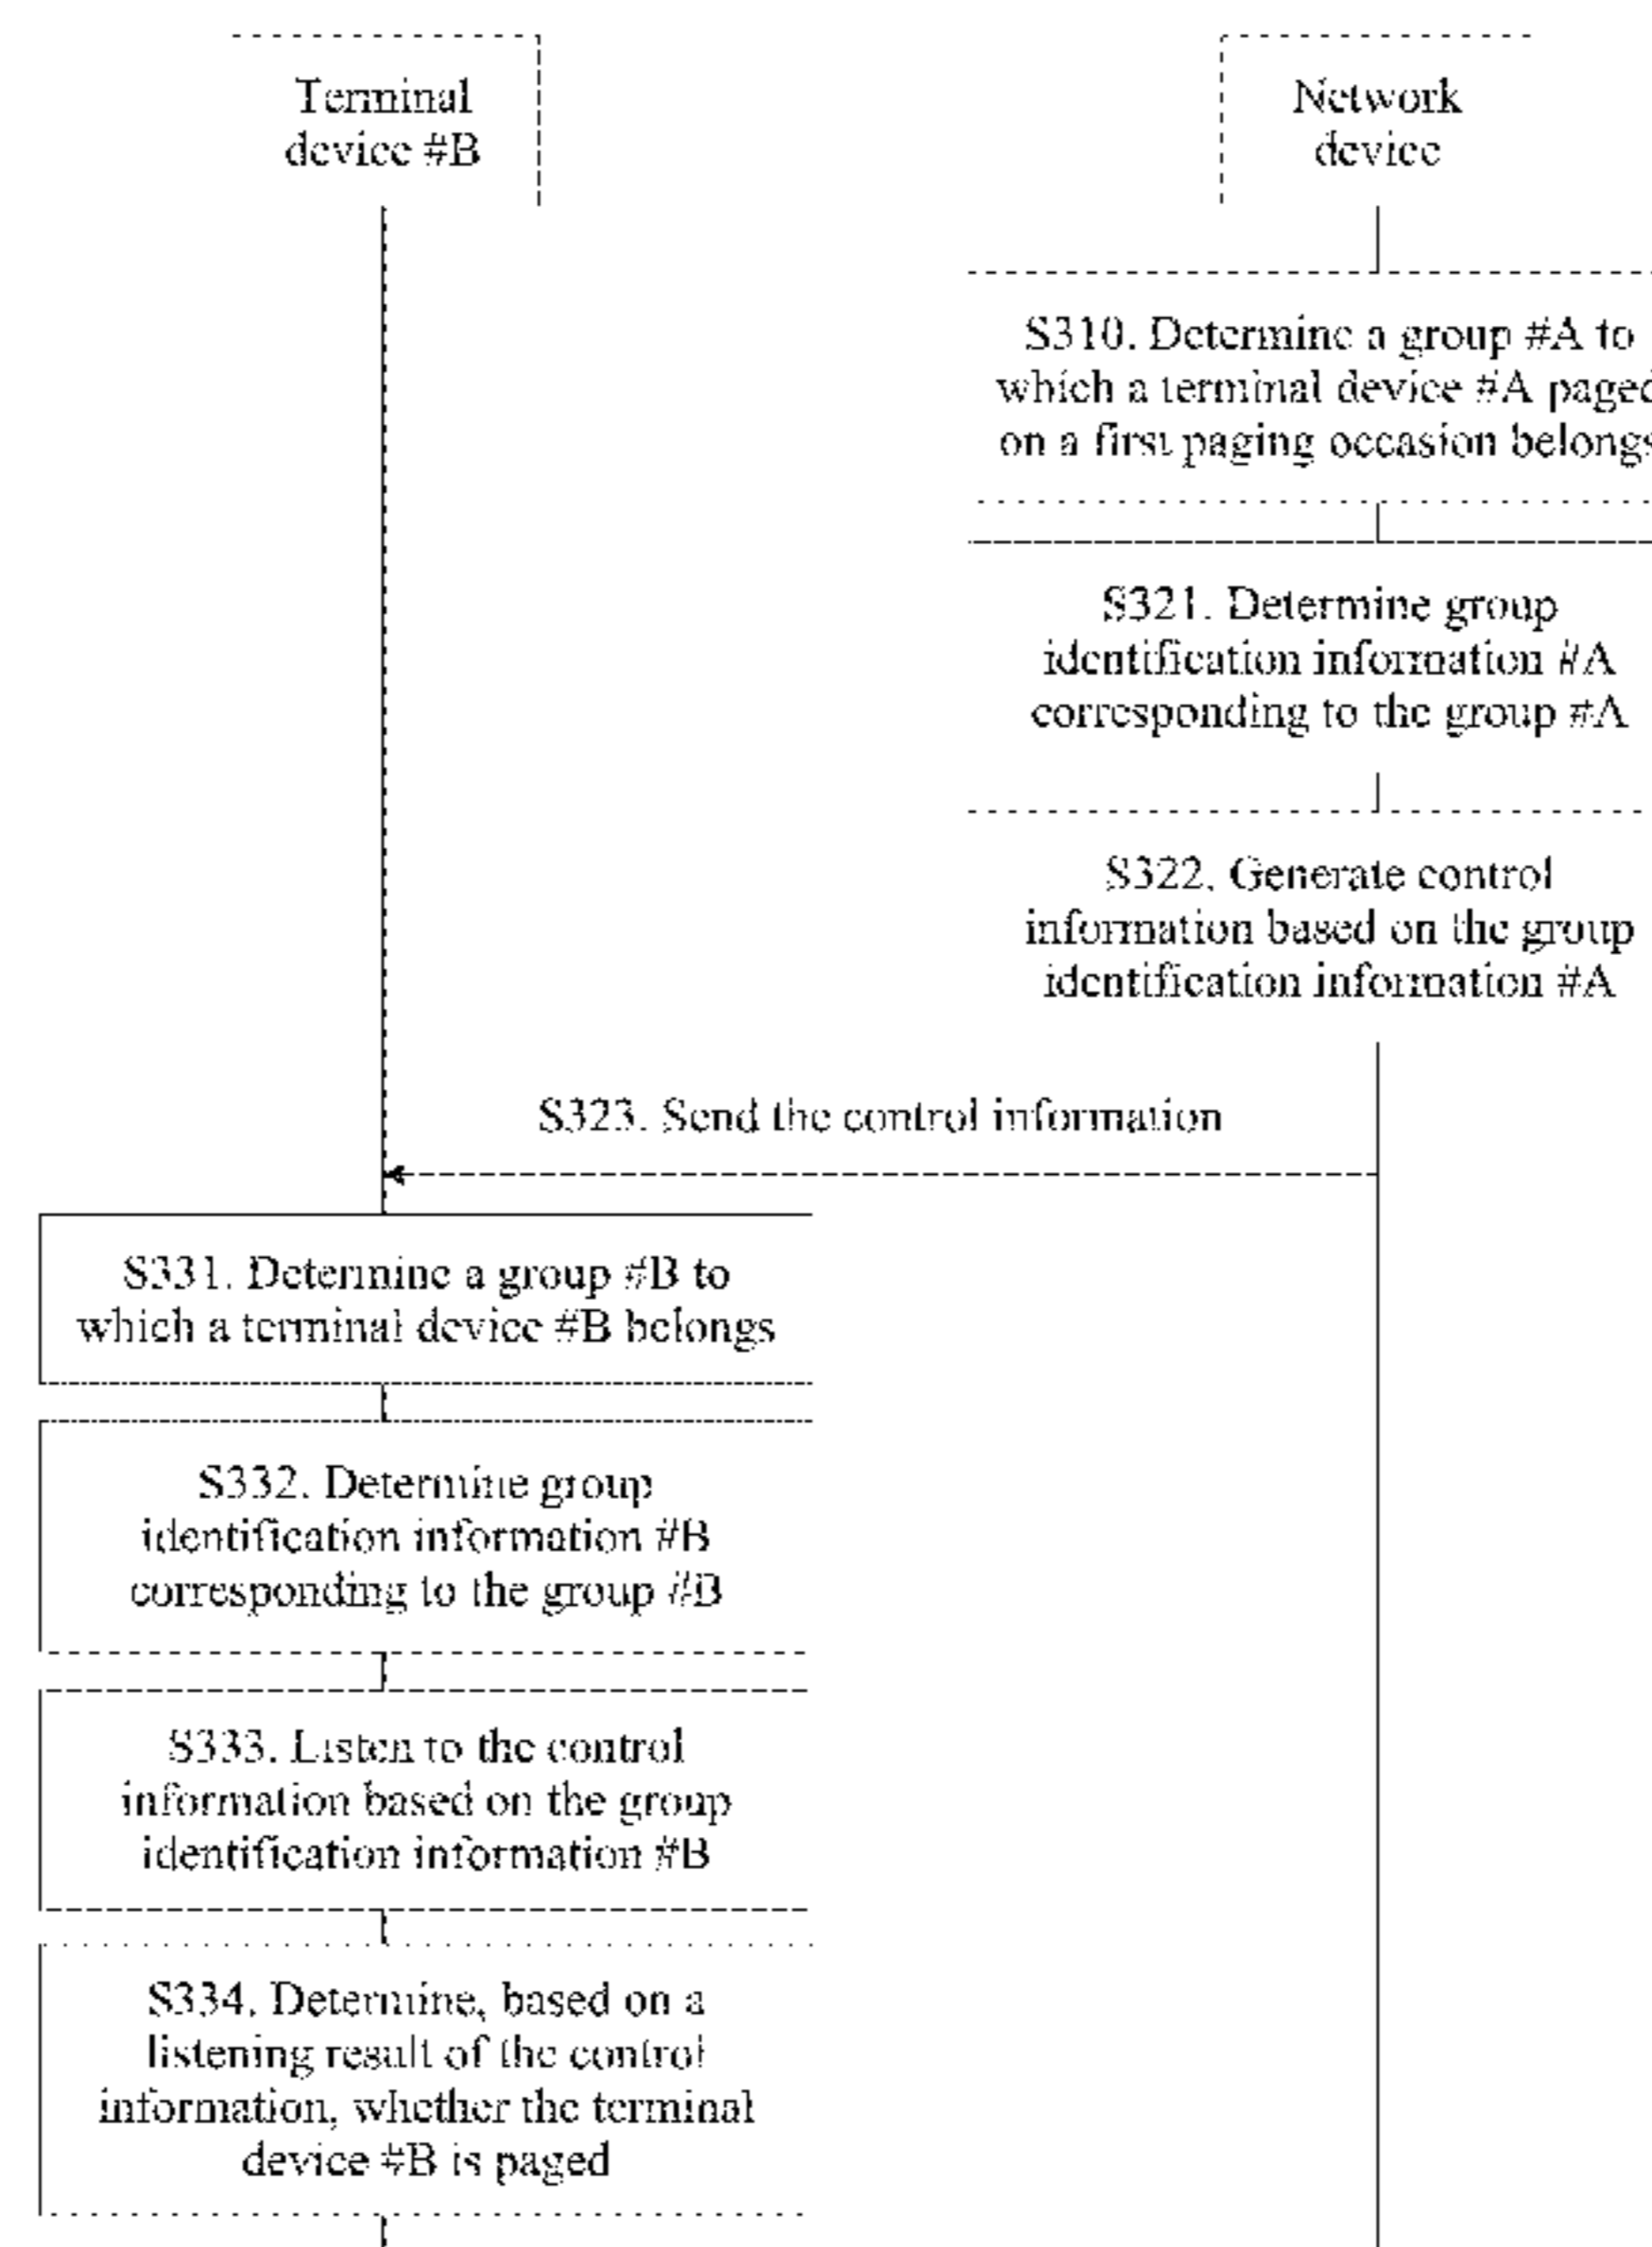 Terminal
device #B
Network
device
S310. Determine a group #A to
which a terminal device #A paged
on a first paging occasion belongs
S321. Determine group
identification information #A
corresponding to the group #A
S322. Generate control
information based on the group
identification information #A
S323. Send the control information
S331. Determine a group #B to
which a terminal device #B belongs
S332. Determine group
identification information #B
corresponding to the group #B
S333. Listen to the control
information based on the group
identification information #B
S334. Determine, based on a
listening result of the control
information, whether the terminal
device #B is paged